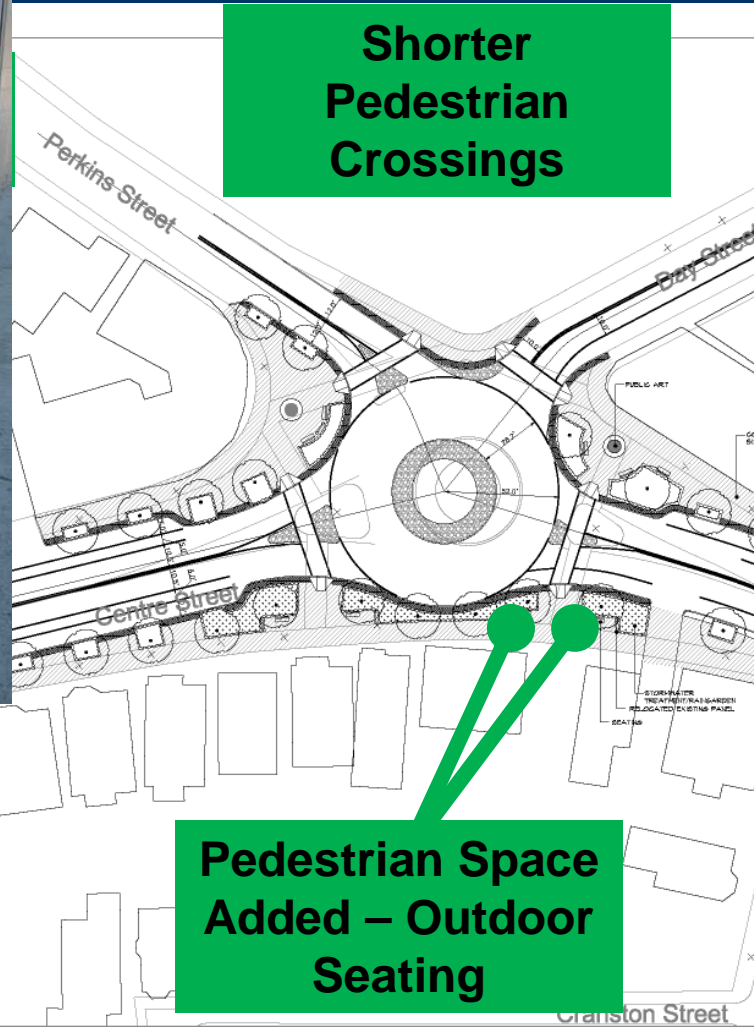 Shorter
Pedestrian
Crossings
Perkins Street
Day Street
PUBLIC ART
Centre Street
STORMWATER
TREATMENT/RAINGARDEN
RELOCATED EXISTING PANEL
SEATING
Pedestrian Space
Added – Outdoor
Seating
Cranston Street